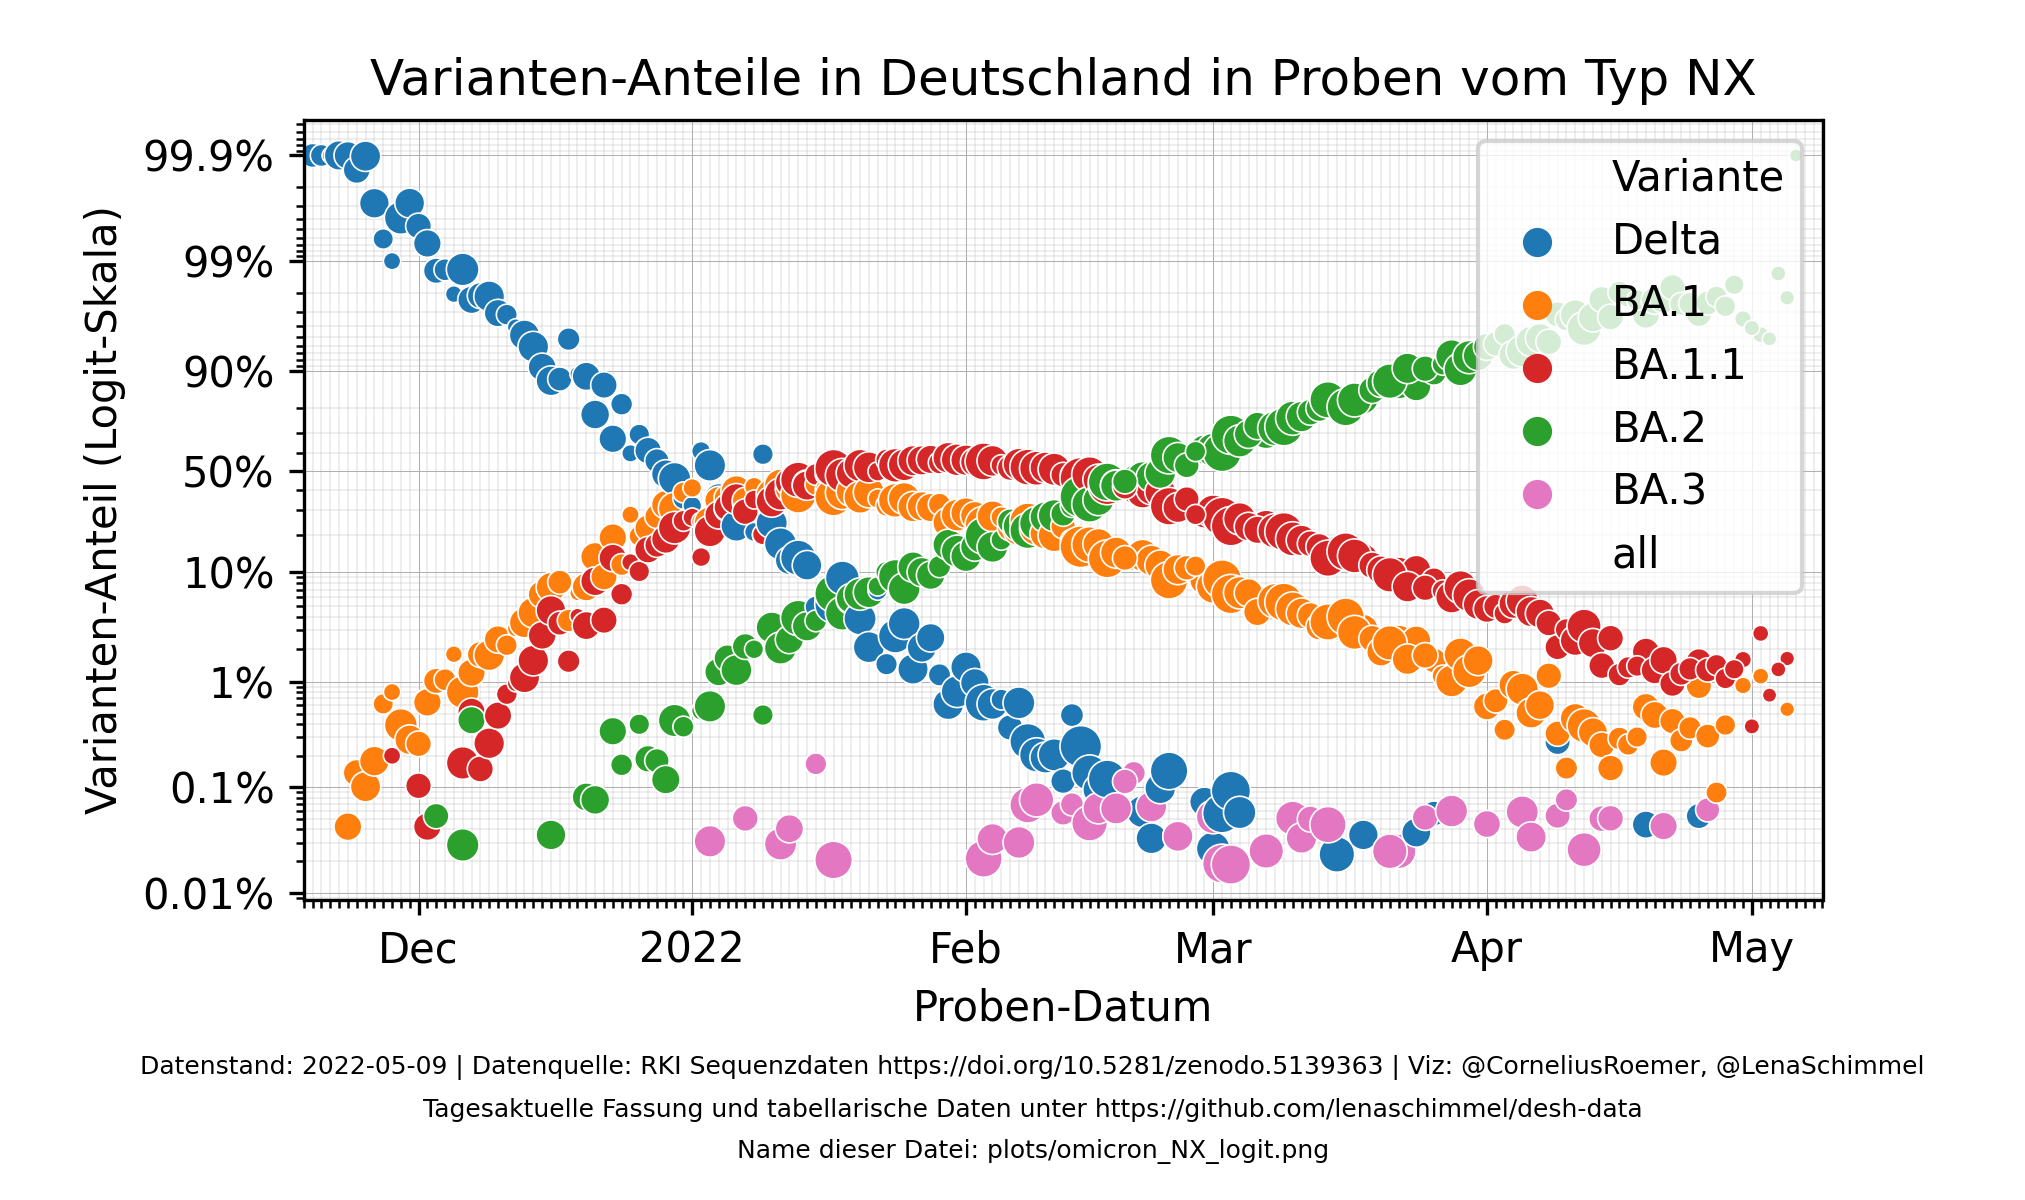 Varianten-Anteile in Deutschland in Proben vom Typ NX
Varianten-Anteil (Logit-Skala)
99.9%
99%
90%
50%
10%
1%
0.1%
0.01%
Variante
Delta
BA.1
BA.1.1
BA.2
BA.3
all
Dec
2022
Feb
Mar
Apr
May
Proben-Datum
Datenstand: 2022-05-09 | Datenquelle: RKI Sequenzdaten https://doi.org/10.5281/zenodo.5139363 | Viz: @CorneliusRoemer, @LenaSchimmel
Tagesaktuelle Fassung und tabellarische Daten unter https://github.com/lenaschimmel/desh-data
Name dieser Datei: plots/omicron_NX_logit.png